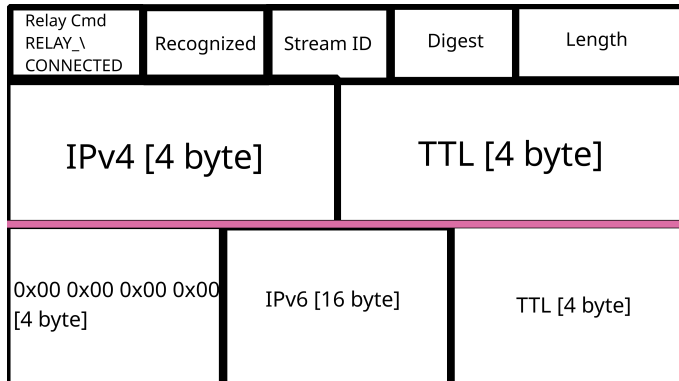 Relay Cmd
RELAY_\
CONNECTED
Recognized
Stream ID
Digest
Length
IPv4 [4 byte]
TTL [4 byte]
0x00 0x00 0x00 0x00
[4 byte]
IPv6 [16 byte]
TTL [4 byte]